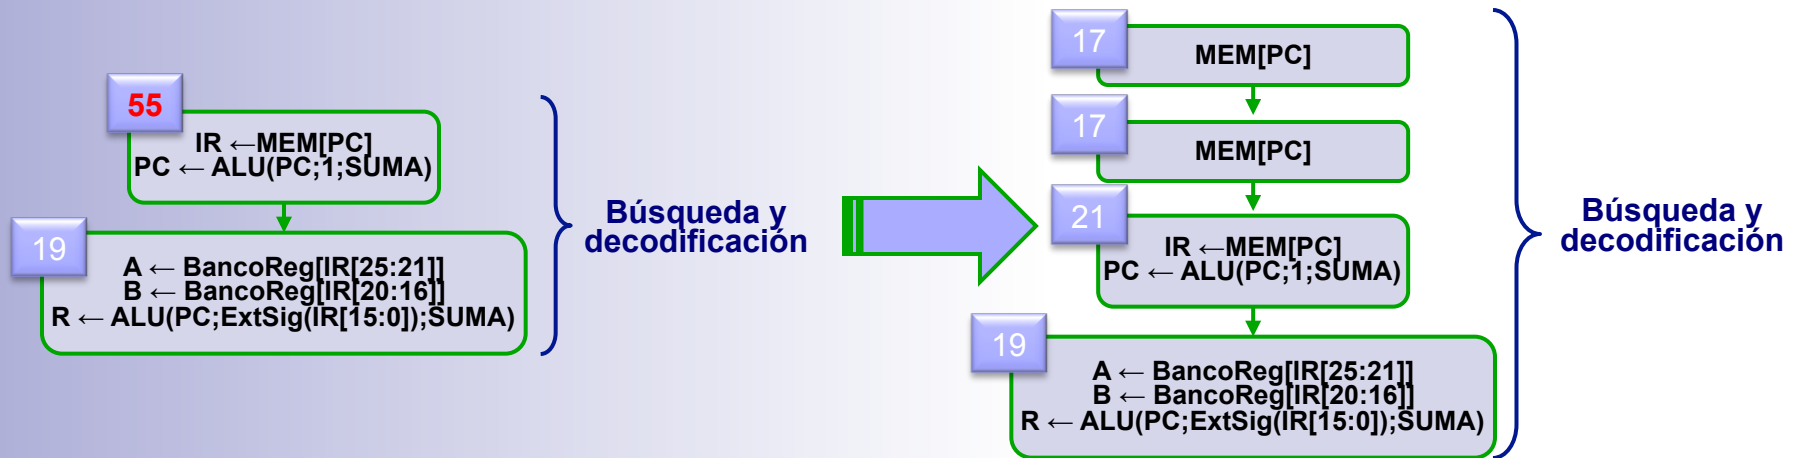 55
IR ←MEM[PC]
PC ← ALU(PC;1;SUMA)
19
A ← BancoReg[IR[25:21]]
B ← BancoReg[IR[20:16]]
R ← ALU(PC;ExtSig(IR[15:0]);SUMA)
Búsqueda y
decodificación
17
MEM[PC]
17
MEM[PC]
21
IR ←MEM[PC]
PC ← ALU(PC;1;SUMA)
19
A ← BancoReg[IR[25:21]]
B ← BancoReg[IR[20:16]]
R ← ALU(PC;ExtSig(IR[15:0]);SUMA)
Búsqueda y
decodificación